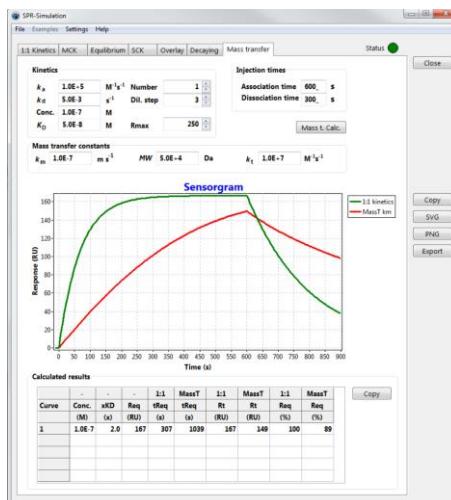 SPR-Simulation
File Examples Settings Help
1:1 Kinetics MCK Equilibrium SCK Overlay Decaying Mass transfer Status
Close
Kinetics Injection times
ka 1.0E+5 M⁻¹s⁻¹ Number 1 Association time 600_ s
kd 5.0E-3 s⁻¹ Dil. step 3 Dissociation time 300_ s
Conc. 1.0E-7 M
KD 5.0E-8 M Rmax 250 Mass t. Calc.
Mass transfer constants
km 1.0E-7 m s⁻¹ MW 5.0E+4 Da kt 1.0E+7 M⁻¹s⁻¹
Sensorgram
Copy
SVG
PNG
Export
1:1 kinetics
MassT km
Response (RU)
160
140
120
100
80
60
40
20
0
0 50 100 150 200 250 300 350 400 450 500 550 600 650 700 750 800 850 900
Time (s)
Calculated results
- - - 1:1 MassT 1:1 MassT 1:1 MassT Copy
Curve Conc. xKD Req tReq tReq Rt Rt Req Req
(M) (x) (RU) (s) (s) (RU) (RU) (%) (%)
1 1.0E-7 2.0 167 307 1039 167 149 100 89